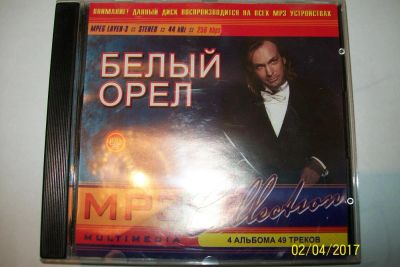 ВНИМАНИЕ! ДАННЫЙ ДИСК ВОСПРОИЗВОДИТСЯ НА ВСЕХ MP3 УСТРОЙСТВАХ
MPEG LAYER-3 :: STEREO :: 44 kHz :: 256 kbps
БЕЛЫЙ
ОРЕЛ
MP3 Collection
MULTIMEDIA
4 АЛЬБОМА 49 ТРЕКОВ
02/04/2017